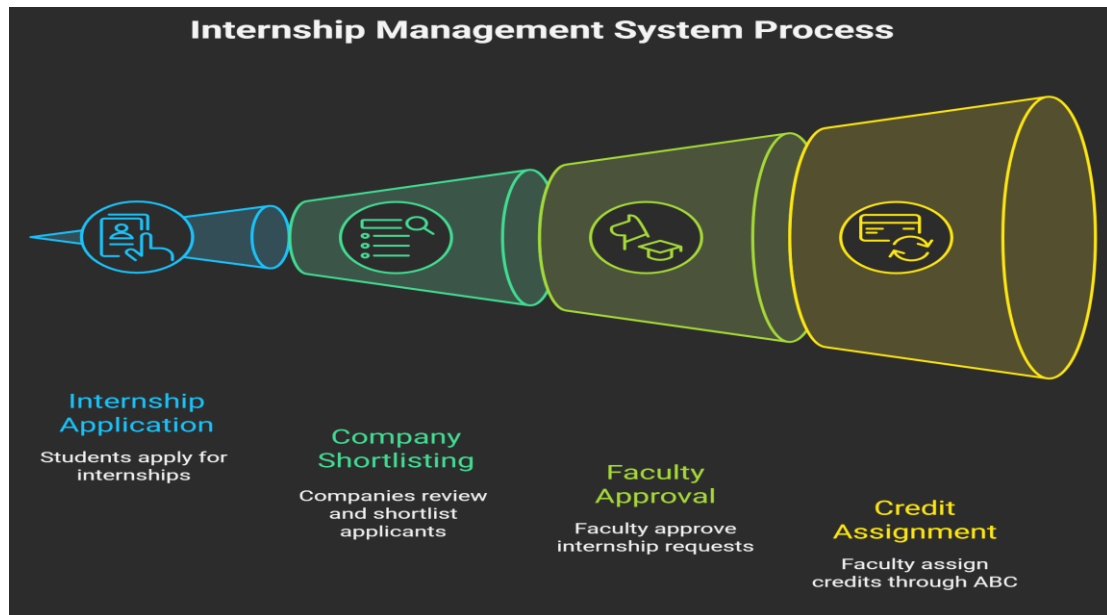 Internship Management System Process
Internship
Application
Students apply for
internships
Company
Shortlisting
Companies review
and shortlist
applicants
Faculty
Approval
Faculty approve
internship requests
Credit
Assignment
Faculty assign
credits through ABC